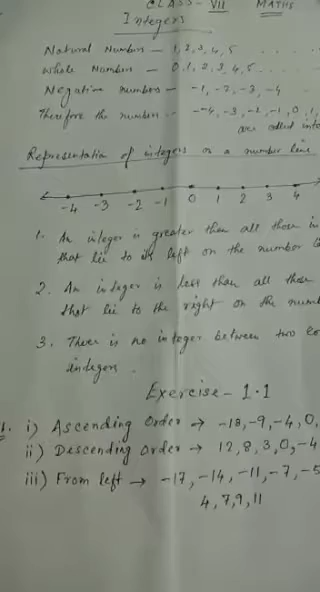 CLASS - VII MATHS
Integers
Natural Numbers - 1, 2, 3, 4, 5 . . . .
Whole Numbers - 0, 1, 2, 3, 4, 5 . . .
Negative numbers - -1, -2, -3, -4
Therefore the numbers - -4, -3, -2, -1, 0, 1,
are called inte
Representation of integers on a number line
-4 -3 -2 -1 0 1 2 3 4
1. An integer is greater than all those in
that lie to its left on the number
2. An integer is less than all those
that lie to the right on the num
3. There is no integer between two co
integers.
Exercise - 1.1
1. i) Ascending Order → -18, -9, -4, 0,
ii) Descending Order → 12, 8, 3, 0, -4
iii) From left → -17, -14, -11, -7, -5
4, 7, 9, 11